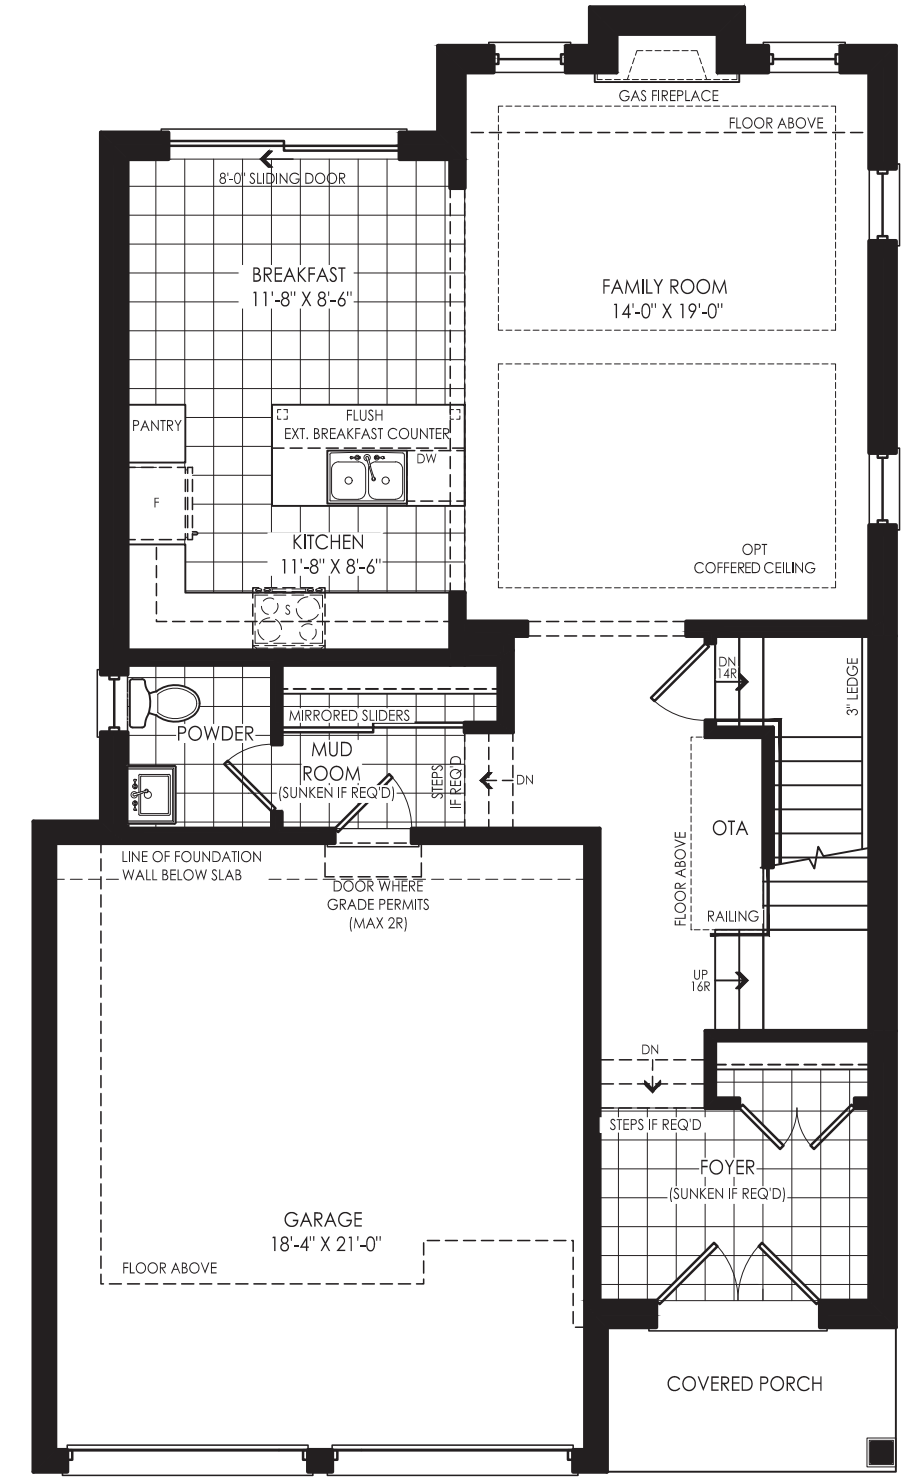 GAS FIREPLACE
FLOOR ABOVE
8'-0" SLIDING DOOR
BREAKFAST
11'-8" X 8'-6"
FAMILY ROOM
14'-0" X 19'-0"
PANTRY
FLUSH
EXT. BREAKFAST COUNTER
DW
F
KITCHEN
11'-8" X 8'-6"
OPT
COFFERED CEILING
S
DN
14R
3" LEDGE
MIRRORED SLIDERS
POWDER
MUD
ROOM
(SUNKEN IF REQ'D)
STEPS
IF REQ'D
DN
OTA
FLOOR ABOVE
LINE OF FOUNDATION
WALL BELOW SLAB
DOOR WHERE
GRADE PERMITS
(MAX 2R)
RAILING
UP
16R
DN
STEPS IF REQ'D
FOYER
(SUNKEN IF REQ'D)
GARAGE
18'-4" X 21'-0"
FLOOR ABOVE
COVERED PORCH